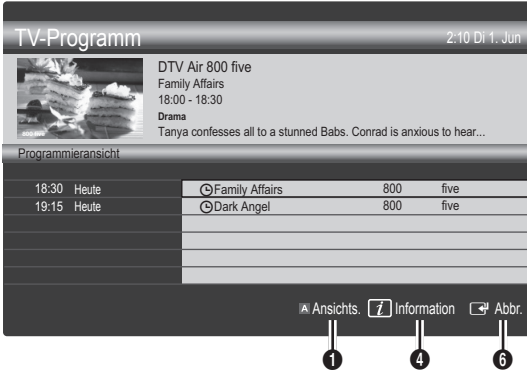 TV-Programm 2:10 Di 1. Jun
DTV Air 800 five
Family Affairs
18:00 - 18:30
Drama
Tanya confesses all to a stunned Babs. Conrad is anxious to hear...
Programmieransicht
18:30 Heute Family Affairs 800 five
19:15 Heute Dark Angel 800 five
A Ansichts. i Information Abbr.
1 4 6